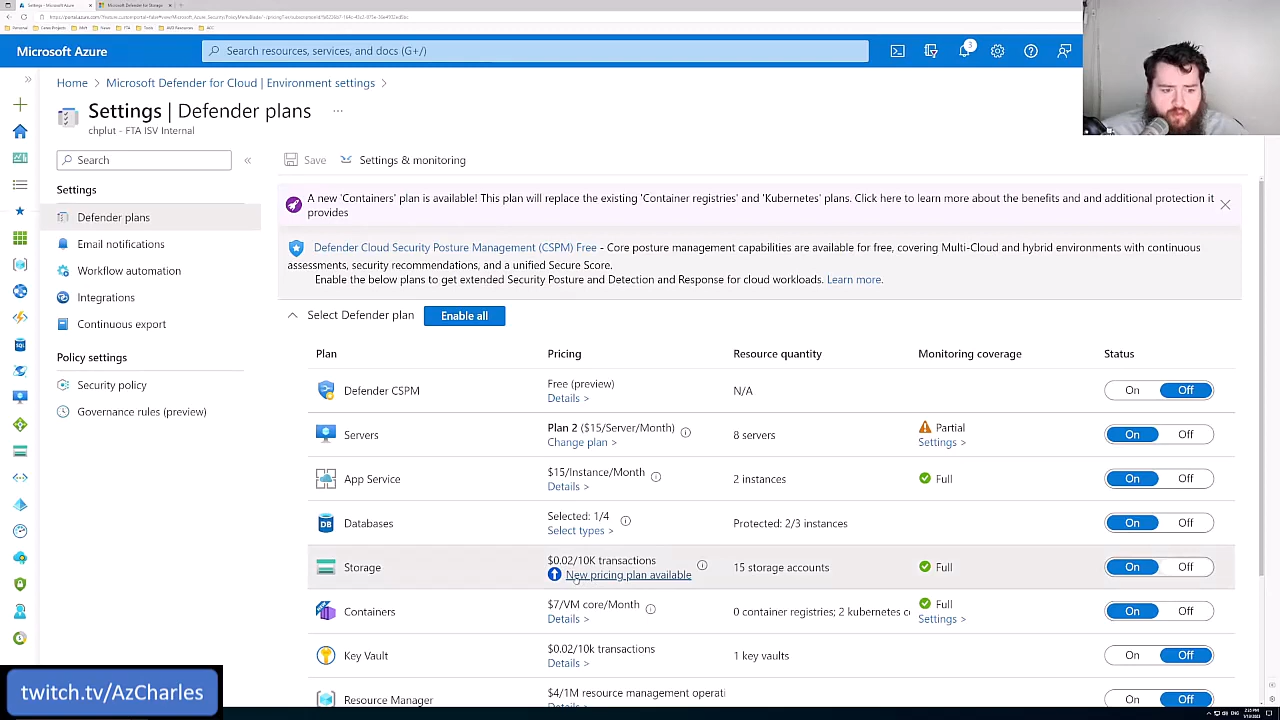 Settings - Microsoft Azure
Microsoft Defender for Cloud
Microsoft Azure
Search resources, services, and docs (G+/)
3
Home > Microsoft Defender for Cloud | Environment settings >
Settings | Defender plans ...
chplut - FTA ISV Internal
Search
Save
Settings & monitoring
Settings
Defender plans
Email notifications
Workflow automation
Integrations
Continuous export
Policy settings
Security policy
Governance rules (preview)
A new 'Containers' plan is available! This plan will replace the existing 'Container registries' and 'Kubernetes' plans. Click here to learn more about the benefits and and additional protection it
provides
Defender Cloud Security Posture Management (CSPM) Free - Core posture management capabilities are available for free, covering Multi-Cloud and hybrid environments with continuous
assessments, security recommendations, and a unified Secure Score.
Enable the below plans to get extended Security Posture and Detection and Response for cloud workloads. Learn more.
Select Defender plan
Enable all
Plan Pricing Resource quantity Monitoring coverage Status
Defender CSPM
Free (preview)
Details >
N/A
On Off
Servers
Plan 2 ($15/Server/Month)
Change plan >
8 servers
Partial
Settings >
On Off
App Service
$15/Instance/Month
Details >
2 instances
Full
On Off
Databases
Selected: 1/4
Select types >
Protected: 2/3 instances
On Off
Storage
$0.02/10K transactions
New pricing plan available
15 storage accounts
Full
On Off
Containers
$7/VM core/Month
Details >
0 container registries; 2 kubernetes co
Full
Settings >
On Off
Key Vault
$0.02/10k transactions
Details >
1 key vaults
On Off
Resource Manager
$4/1M resource management operati
On Off
twitch.tv/AzCharles